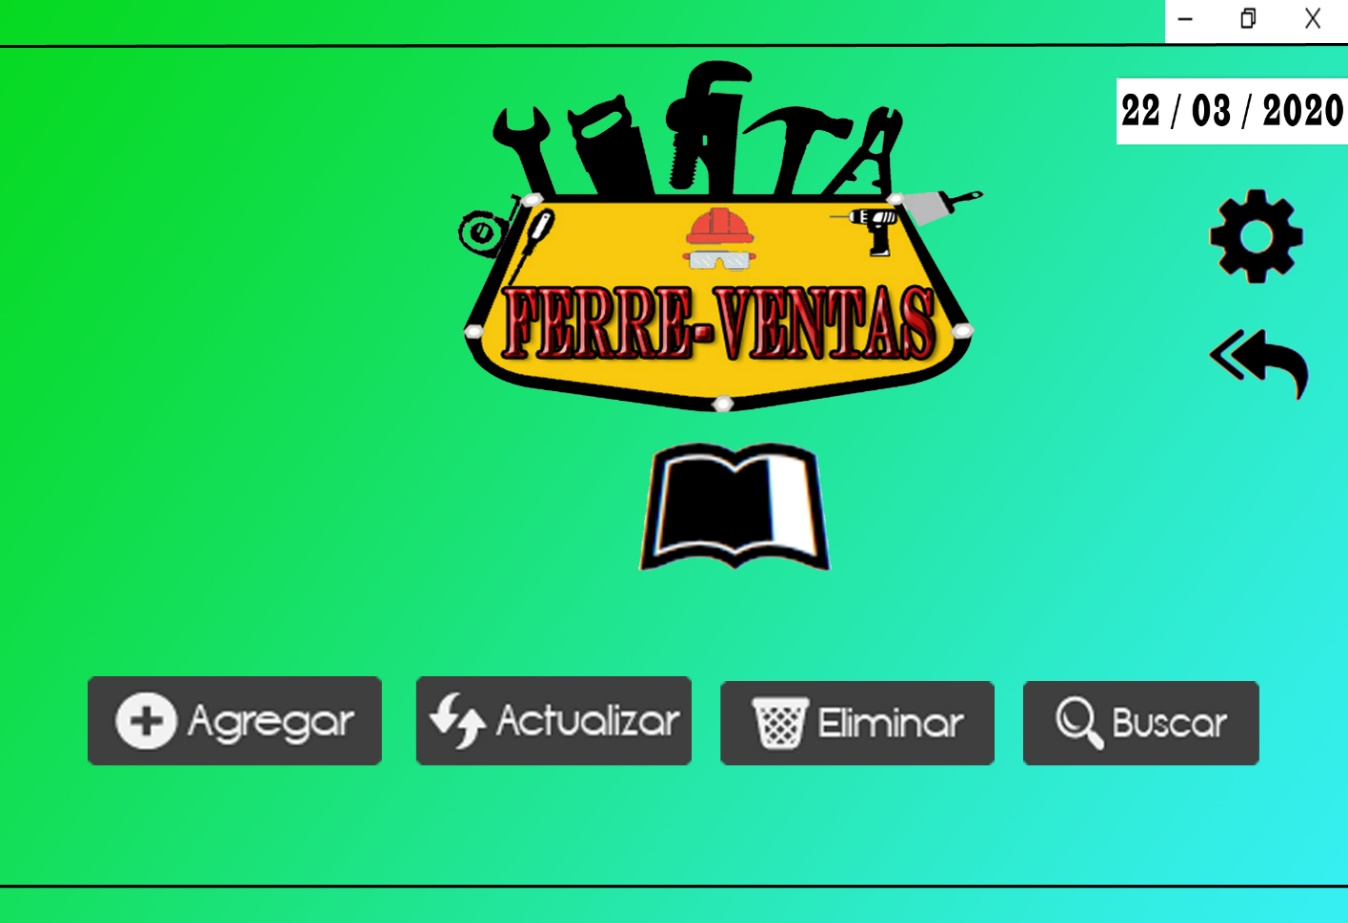 22 / 03 / 2020
FERRE-VENTAS
Agregar
Actualizar
Eliminar
Buscar